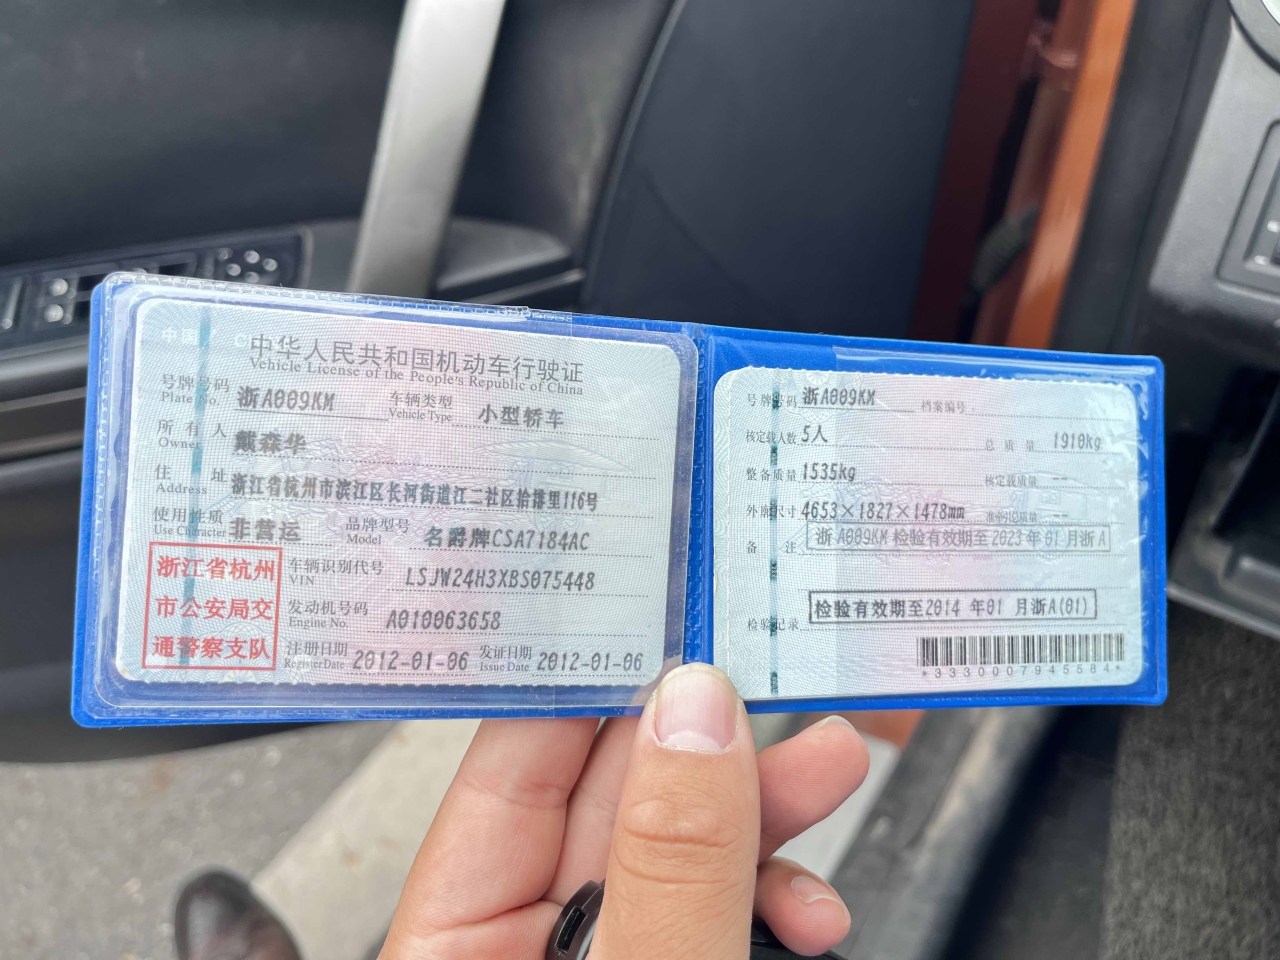 中华人民共和国机动车行驶证
Vehicle License of the People's Republic of China
号牌号码 浙A009KM 车辆类型 小型轿车
Plate No. Vehicle Type
所有人 戴森华
Owner
住址 浙江省杭州市滨江区长河街道江二社区拾排里116号
Address
使用性质 非营运 品牌型号 名爵牌CSA7184AC
Use Character Model
浙江省杭州
市公安局交
通警察支队
车辆识别代号 LSJW24H3XBS075448
VIN
发动机号码 A010063658
Engine No.
注册日期 2012-01-06 发证日期 2012-01-06
Register Date Issue Date
号牌号码 浙A009KM 档案编号
核定载人数 5人 总质量 1910kg
整备质量 1535kg 核定载质量 --
外廓尺寸 4653×1827×1478mm 准牵引总质量 --
备注 浙A009KM 检验有效期至2023年01月浙A
检验记录 检验有效期至2014年01月浙A(01)
*3330007945584*